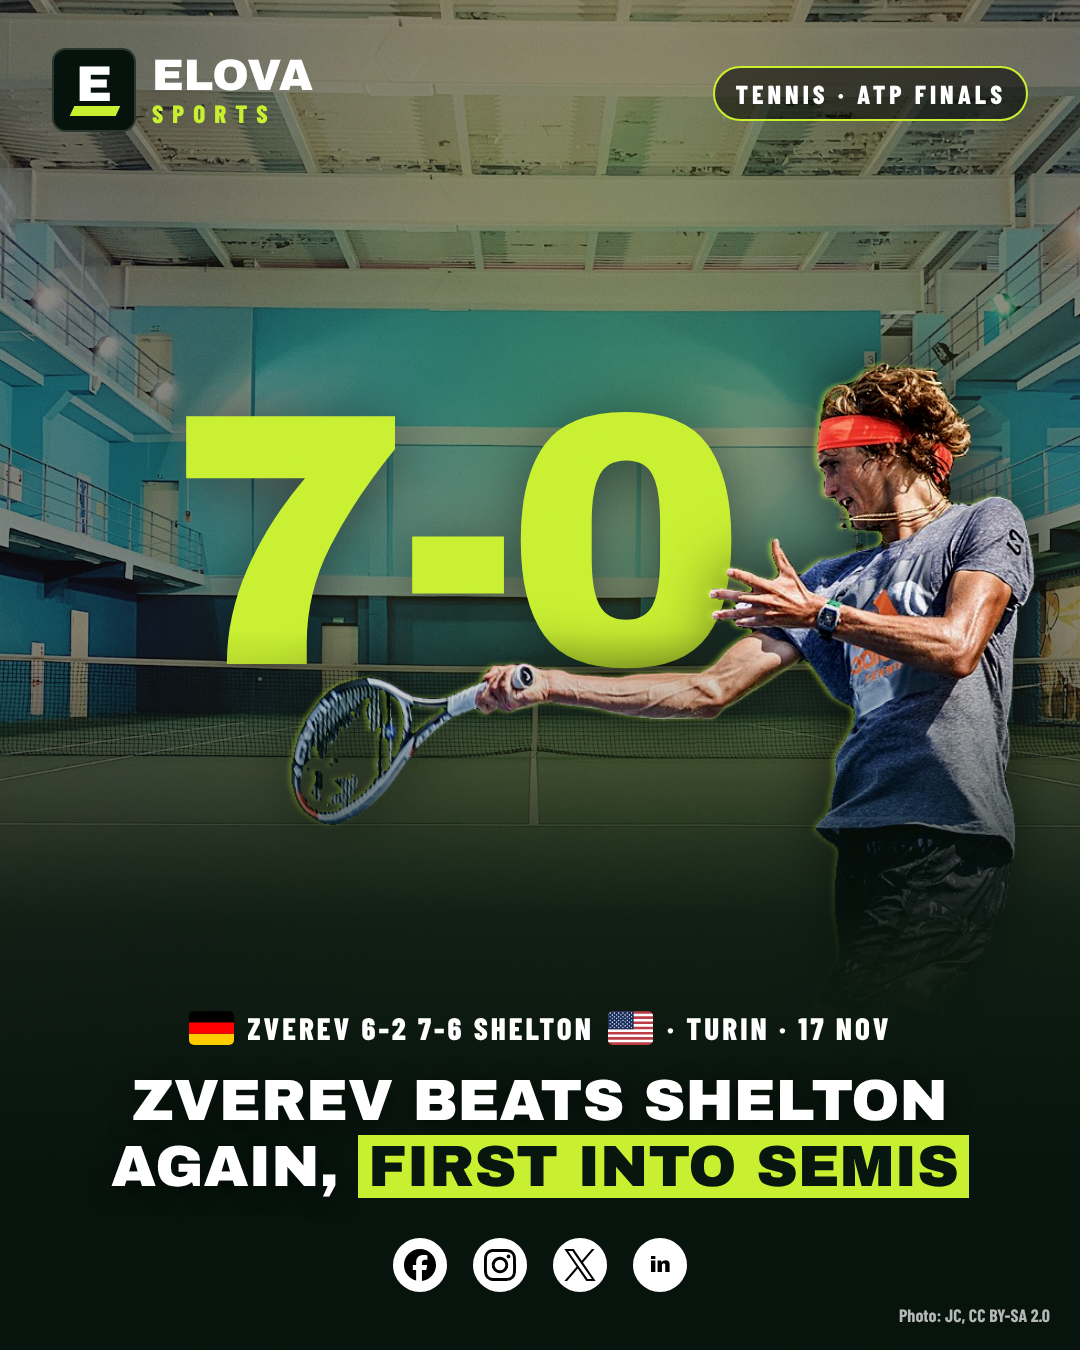 E
ELOVA
SPORTS
TENNIS · ATP FINALS
3
7-0
ZVEREV 6-2 7-6 SHELTON · TURIN · 17 NOV
ZVEREV BEATS SHELTON
AGAIN, FIRST INTO SEMIS
in
Photo: JC, CC BY-SA 2.0